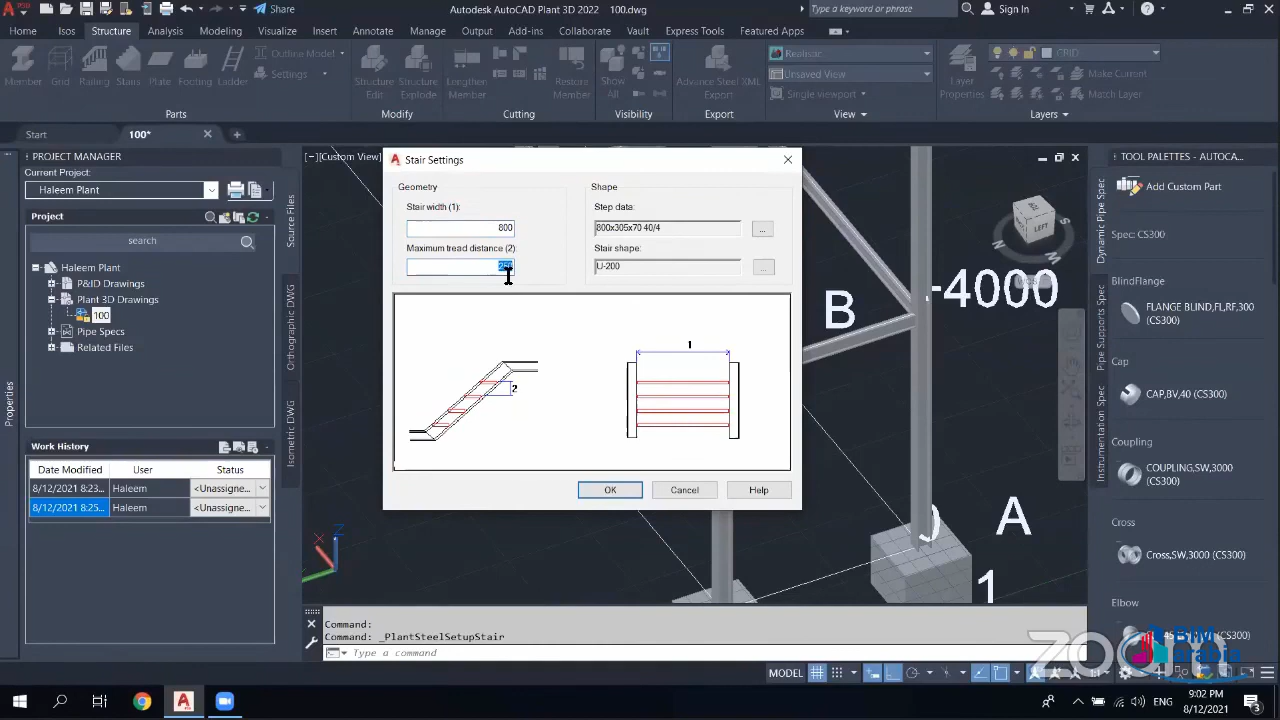 Share
Autodesk AutoCAD Plant 3D 2022 100.dwg
Type a keyword or phrase
Sign In
Home Isos Structure Analysis Modeling Visualize Insert Annotate Manage Output Add-ins Collaborate Vault Express Tools Featured Apps
Member Grid Railing Stairs Plate Footing Ladder
Outline Model
Settings
Structure Edit
Structure Explode
Lengthen Member...
Restore Member
Show All
Realistic
Unsaved View
Single viewport
Advance Steel XML Export
Layer Properties
GRID
Make Current
Match Layer
Parts Modify Cutting Visibility Export View Layers
Start 100*
PROJECT MANAGER
Current Project:
Haleem Plant
Project
search
Haleem Plant
P&ID Drawings
Plant 3D Drawings
100
Pipe Specs
Related Files
Work History
Date Modified User Status
8/12/2021 8:23... Haleem <Unassigne...
8/12/2021 8:25... Haleem <Unassigne...
Properties
Source Files
Orthographic DWG
Isometric DWG
[−][Custom View]
Stair Settings
Geometry
Stair width (1):
800
Maximum tread distance (2):
250
Shape
Step data:
800x305x70 40/4
...
Stair shape:
U-200
...
2
1
OK Cancel Help
B
-4000
A
1
LEFT
Z
X
Command:
Command: _PlantSteelSetupStair
Type a command
MODEL
TOOL PALETTES - AUTOCA...
Add Custom Part
Spec: CS300
BlindFlange
FLANGE BLIND,FL,RF,300 (CS300)
Cap
CAP,BV,40 (CS300)
Coupling
COUPLING,SW,3000 (CS300)
Cross
Cross,SW,3000 (CS300)
Elbow
(CS300)
Dynamic Pipe Spec
Pipe Supports Spec
Instrumentation Spec
zoom
BIM
arabia
ENG
9:02 PM
8/12/2021
3